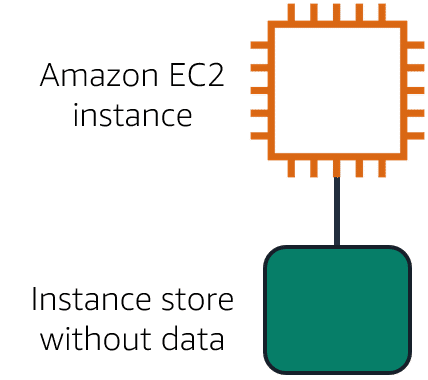 Amazon EC2
instance
Instance store
without data